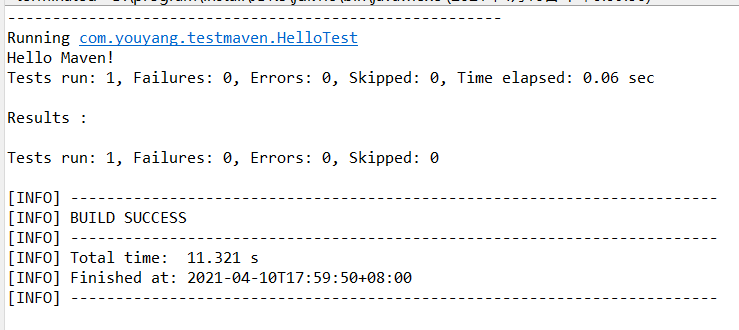 -------------------------------------------------------
Running com.youyang.testmaven.HelloTest
Hello Maven!
Tests run: 1, Failures: 0, Errors: 0, Skipped: 0, Time elapsed: 0.06 sec
Results :
Tests run: 1, Failures: 0, Errors: 0, Skipped: 0
[INFO] ------------------------------------------------------------------------
[INFO] BUILD SUCCESS
[INFO] ------------------------------------------------------------------------
[INFO] Total time:  11.321 s
[INFO] Finished at: 2021-04-10T17:59:50+08:00
[INFO] ------------------------------------------------------------------------